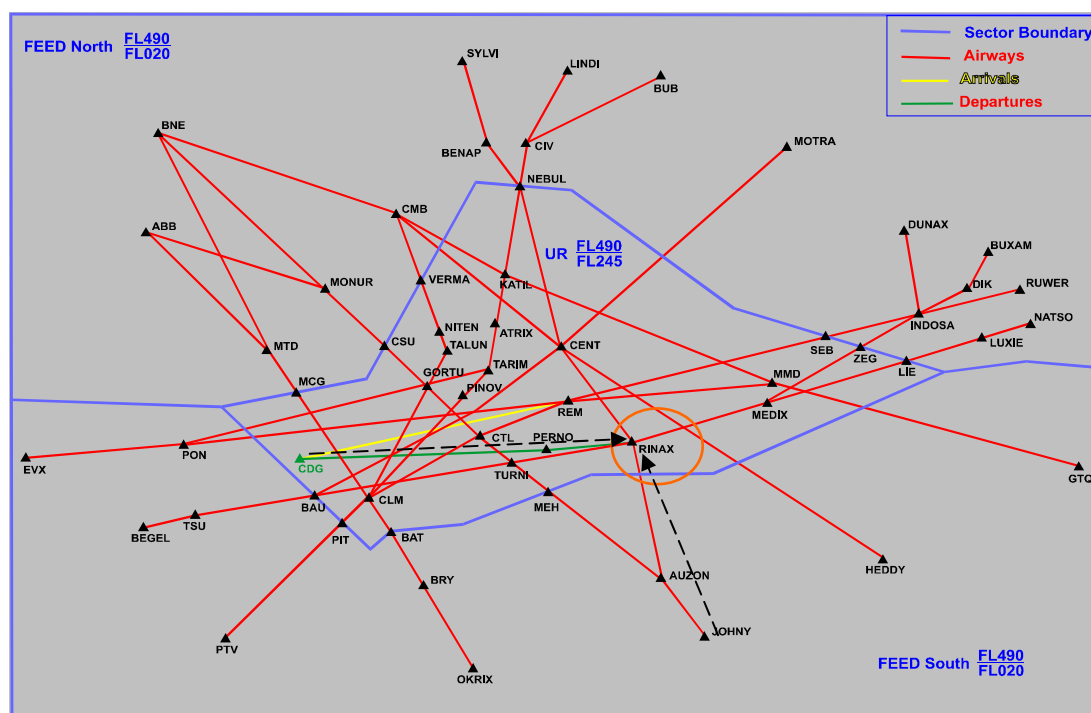 FEED North FL490
FL020
SYLVI
LINDI
BUB
Sector Boundary
Airways
Arrivals
Departures
BNE
BENAP
CIV
MOTRA
NEBUL
CMB
ABB
DUNAX
BUXAM
UR FL490
FL245
MONUR
VERMA
KATIL
DIK
RUWER
INDOSA
NATSO
NITEN
ATRIX
LUXIE
MTD
CSU
TALUN
CENT
SEB
ZEG
LİE
TARIM
MCG
GORTU
PINOV
MMD
REM
MEDİX
CTL
PERNO
PON
RINAX
EVX
CDG
TURNI
GTQ
BAU
CLM
MEH
TSU
BEGEL
PIT
BAT
HEDDY
BRY
AUZON
JOHNY
PTV
OKRIX
FEED South FL490
FL020